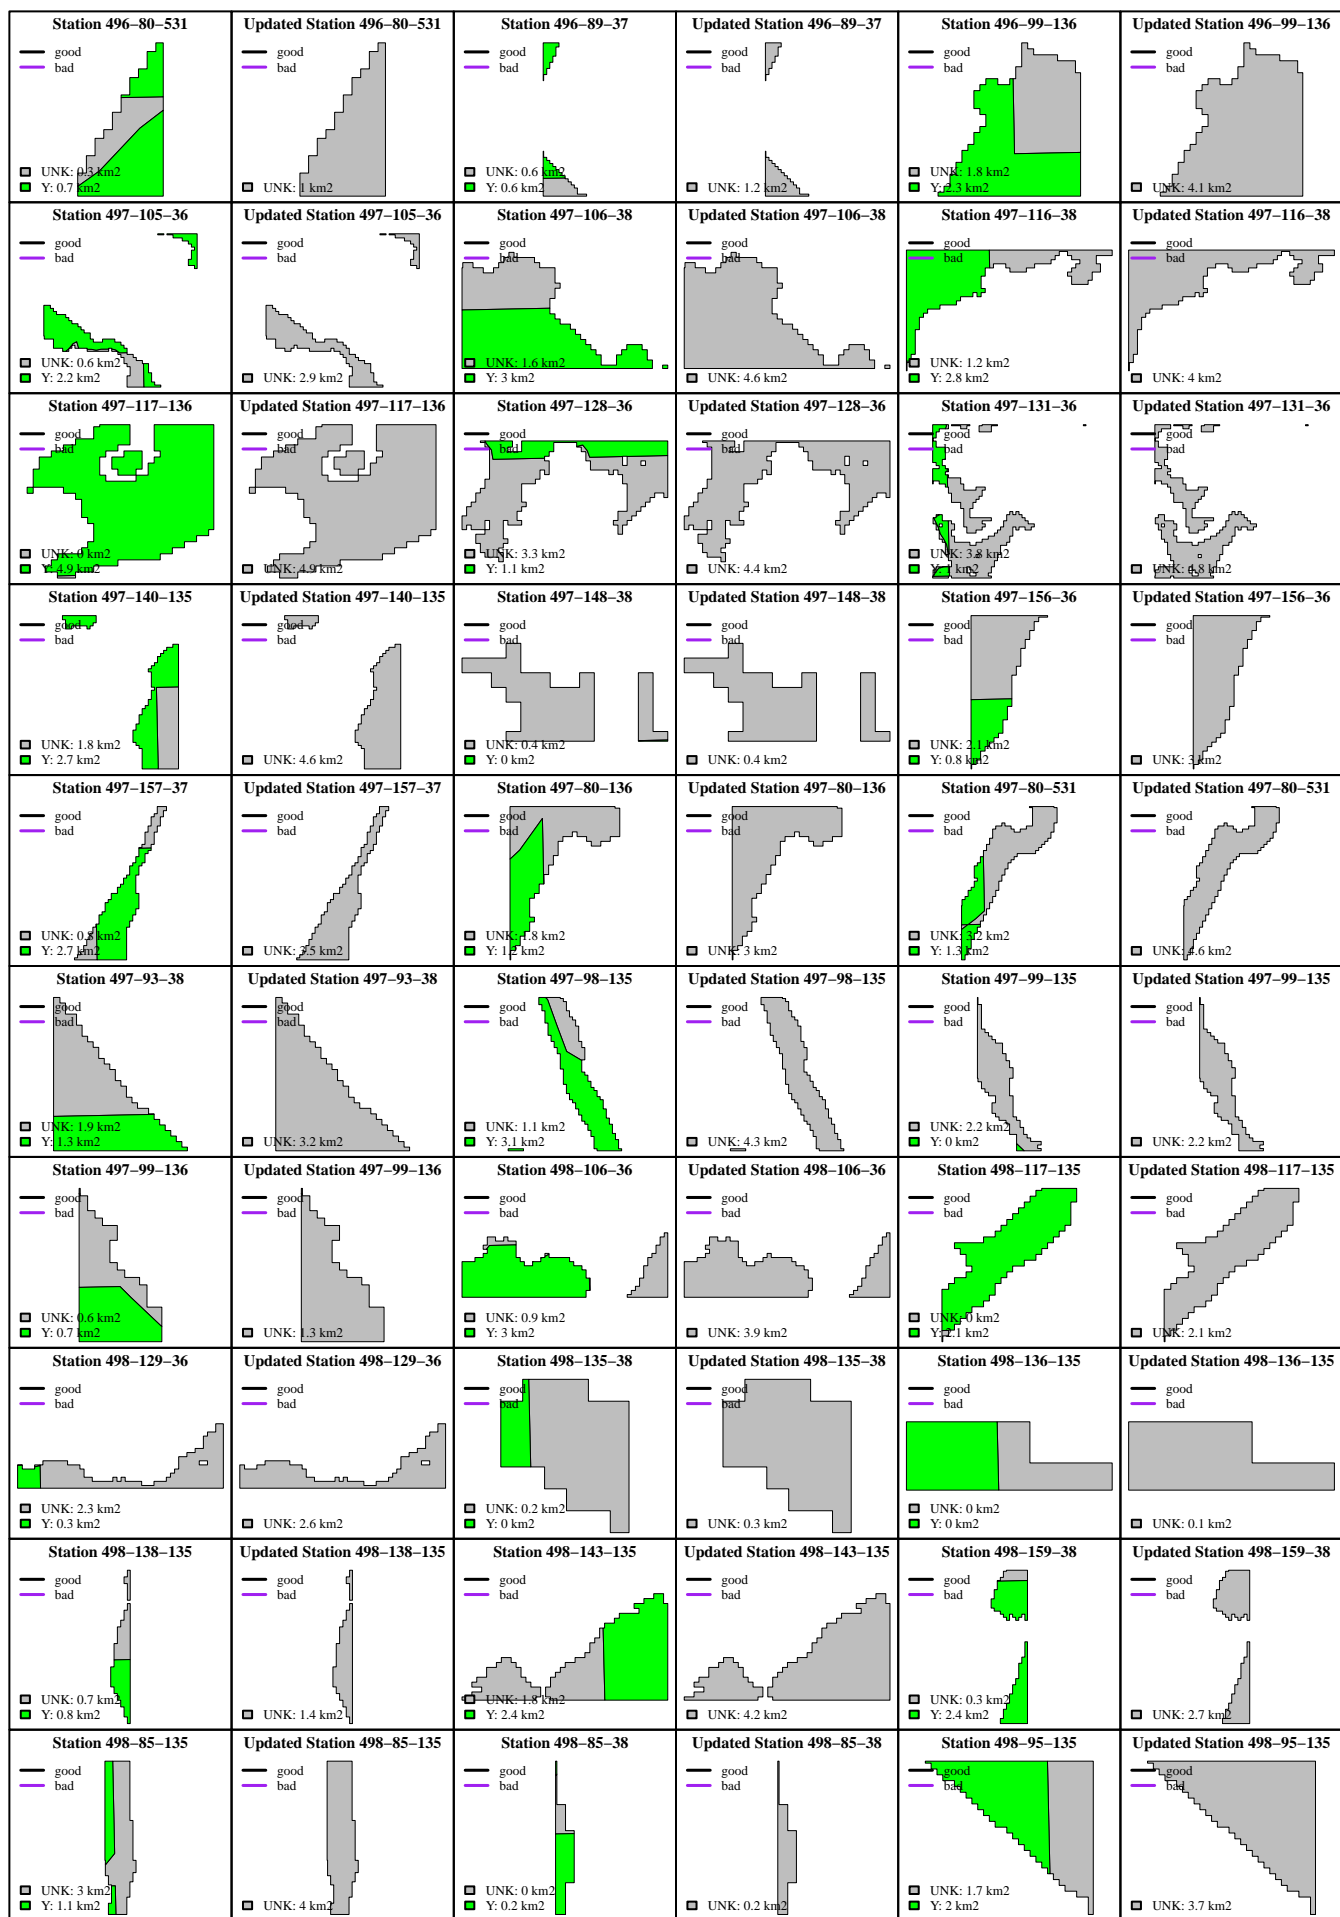 Station 496−80−531
good
bad
UNK: 0.3 km2
Y: 0.7 km2
Updated Station 496−80−531
good
bad
UNK: 1 km2
Station 496−89−37
good
bad
UNK: 0.6 km2
Y: 0.6 km2
Updated Station 496−89−37
good
bad
UNK: 1.2 km2
Station 496−99−136
good
bad
UNK: 1.8 km2
Y: 2.3 km2
Updated Station 496−99−136
good
bad
UNK: 4.1 km2
Station 497−105−36
good
bad
UNK: 0.6 km2
Y: 2.2 km2
Updated Station 497−105−36
good
bad
UNK: 2.9 km2
Station 497−106−38
good
bad
UNK: 1.6 km2
Y: 3 km2
Updated Station 497−106−38
good
bad
UNK: 4.6 km2
Station 497−116−38
good
bad
UNK: 1.2 km2
Y: 2.8 km2
Updated Station 497−116−38
good
bad
UNK: 4 km2
Station 497−117−136
good
bad
UNK: 0 km2
Y: 4.9 km2
Updated Station 497−117−136
good
bad
UNK: 4.9 km2
Station 497−128−36
good
bad
UNK: 3.3 km2
Y: 1.1 km2
Updated Station 497−128−36
good
bad
UNK: 4.4 km2
Station 497−131−36
good
bad
UNK: 3.8 km2
Y: 1 km2
Updated Station 497−131−36
good
bad
UNK: 4.8 km2
Station 497−140−135
good
bad
UNK: 1.8 km2
Y: 2.7 km2
Updated Station 497−140−135
good
bad
UNK: 4.6 km2
Station 497−148−38
good
bad
UNK: 0.4 km2
Y: 0 km2
Updated Station 497−148−38
good
bad
UNK: 0.4 km2
Station 497−156−36
good
bad
UNK: 2.1 km2
Y: 0.8 km2
Updated Station 497−156−36
good
bad
UNK: 3 km2
Station 497−157−37
good
bad
UNK: 0.8 km2
Y: 2.7 km2
Updated Station 497−157−37
good
bad
UNK: 3.5 km2
Station 497−80−136
good
bad
UNK: 1.8 km2
Y: 1.2 km2
Updated Station 497−80−136
good
bad
UNK: 3 km2
Station 497−80−531
good
bad
UNK: 3.2 km2
Y: 1.3 km2
Updated Station 497−80−531
good
bad
UNK: 4.6 km2
Station 497−93−38
good
bad
UNK: 1.9 km2
Y: 1.3 km2
Updated Station 497−93−38
good
bad
UNK: 3.2 km2
Station 497−98−135
good
bad
UNK: 1.1 km2
Y: 3.1 km2
Updated Station 497−98−135
good
bad
UNK: 4.3 km2
Station 497−99−135
good
bad
UNK: 2.2 km2
Y: 0 km2
Updated Station 497−99−135
good
bad
UNK: 2.2 km2
Station 497−99−136
good
bad
UNK: 0.6 km2
Y: 0.7 km2
Updated Station 497−99−136
good
bad
UNK: 1.3 km2
Station 498−106−36
good
bad
UNK: 0.9 km2
Y: 3 km2
Updated Station 498−106−36
good
bad
UNK: 3.9 km2
Station 498−117−135
good
bad
UNK: 0 km2
Y: 2.1 km2
Updated Station 498−117−135
good
bad
UNK: 2.1 km2
Station 498−129−36
good
bad
UNK: 2.3 km2
Y: 0.3 km2
Updated Station 498−129−36
good
bad
UNK: 2.6 km2
Station 498−135−38
good
bad
UNK: 0.2 km2
Y: 0 km2
Updated Station 498−135−38
good
bad
UNK: 0.3 km2
Station 498−136−135
good
bad
UNK: 0 km2
Y: 0 km2
Updated Station 498−136−135
good
bad
UNK: 0.1 km2
Station 498−138−135
good
bad
UNK: 0.7 km2
Y: 0.8 km2
Updated Station 498−138−135
good
bad
UNK: 1.4 km2
Station 498−143−135
good
bad
UNK: 1.8 km2
Y: 2.4 km2
Updated Station 498−143−135
good
bad
UNK: 4.2 km2
Station 498−159−38
good
bad
UNK: 0.3 km2
Y: 2.4 km2
Updated Station 498−159−38
good
bad
UNK: 2.7 km2
Station 498−85−135
good
bad
UNK: 3 km2
Y: 1.1 km2
Updated Station 498−85−135
good
bad
UNK: 4 km2
Station 498−85−38
good
bad
UNK: 0 km2
Y: 0.2 km2
Updated Station 498−85−38
good
bad
UNK: 0.2 km2
Station 498−95−135
good
bad
UNK: 1.7 km2
Y: 2 km2
Updated Station 498−95−135
good
bad
UNK: 3.7 km2